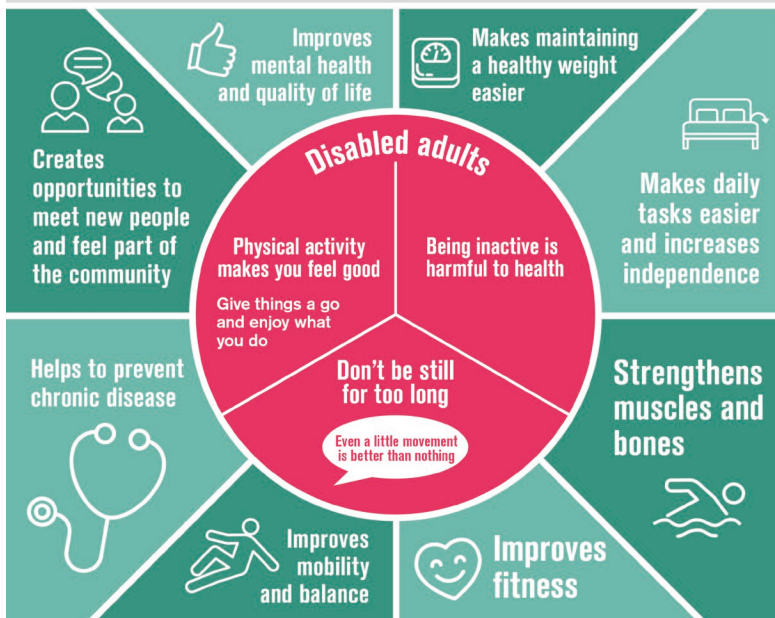 Improves
mental health
and quality of life
Makes maintaining
a healthy weight
easier
Creates
opportunities to
meet new people
and feel part of
the community
Makes daily
tasks easier
and increases
independence
Disabled adults
Physical activity
makes you feel good
Give things a go
and enjoy what
you do
Being inactive is
harmful to health
Don't be still
for too long
Even a little movement
is better than nothing
Helps to prevent
chronic disease
Strengthens
muscles and
bones
Improves
mobility
and balance
Improves
fitness